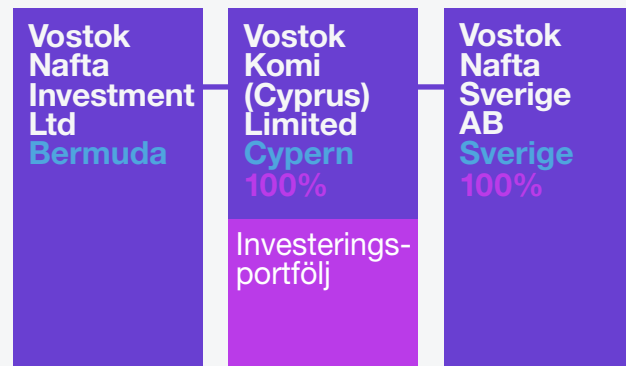 Vostok
Nafta
Investment
Ltd
Bermuda
Vostok
Komi
(Cyprus)
Limited
Cypern
100%
Investerings-
portfölj
Vostok
Nafta
Sverige
AB
Sverige
100%